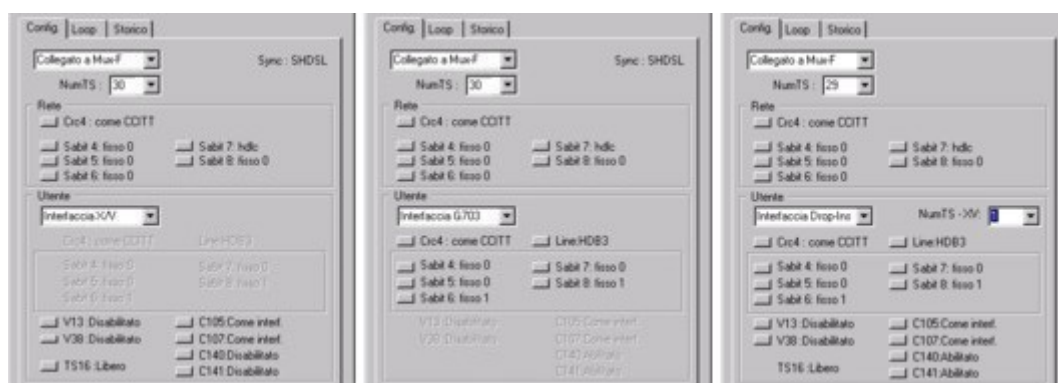 Config. Loop Storico
Collegato a Mux-F
Sync : SHDSL
NumTS : 30
Rete
Crc4 : come CCITT
Sabit 4: fisso 0 Sabit 7: hdlc
Sabit 5: fisso 0 Sabit 8: fisso 0
Sabit 6: fisso 0
Utente
Interfaccia X/V
Crc4 : come CCITT Line:HDB3
Sabit 4: fisso 0 Sabit 7: fisso 0
Sabit 5: fisso 0 Sabit 8: fisso 1
Sabit 6: fisso 1
V13 :Disabilitato C105:Come interf.
V38 :Disabilitato C107:Come interf.
C140:Disabilitato
TS16 :Libero C141:Disabilitato
Config. Loop Storico
Collegato a Mux-F
Sync : SHDSL
NumTS : 30
Rete
Crc4 : come CCITT
Sabit 4: fisso 0 Sabit 7: hdlc
Sabit 5: fisso 0 Sabit 8: fisso 0
Sabit 6: fisso 0
Utente
Interfaccia G703
Crc4 : come CCITT Line:HDB3
Sabit 4: fisso 0 Sabit 7: fisso 0
Sabit 5: fisso 0 Sabit 8: fisso 1
Sabit 6: fisso 1
V13 :Disabilitato C105:Come interf.
V38 :Disabilitato C107:Come interf.
C140:Abilitato
C141:Abilitato
Config. Loop Storico
Collegato a Mux-F
Sync : SHDSL
NumTS : 29
Rete
Crc4 : come CCITT
Sabit 4: fisso 0 Sabit 7: hdlc
Sabit 5: fisso 0 Sabit 8: fisso 0
Sabit 6: fisso 0
Utente
Interfaccia Drop-Ins NumTS -XV: 1
Crc4 : come CCITT Line:HDB3
Sabit 4: fisso 0 Sabit 7: fisso 0
Sabit 5: fisso 0 Sabit 8: fisso 1
Sabit 6: fisso 1
V13 :Disabilitato C105:Come interf.
V38 :Disabilitato C107:Come interf.
C140:Abilitato
TS16 :Libero C141:Abilitato